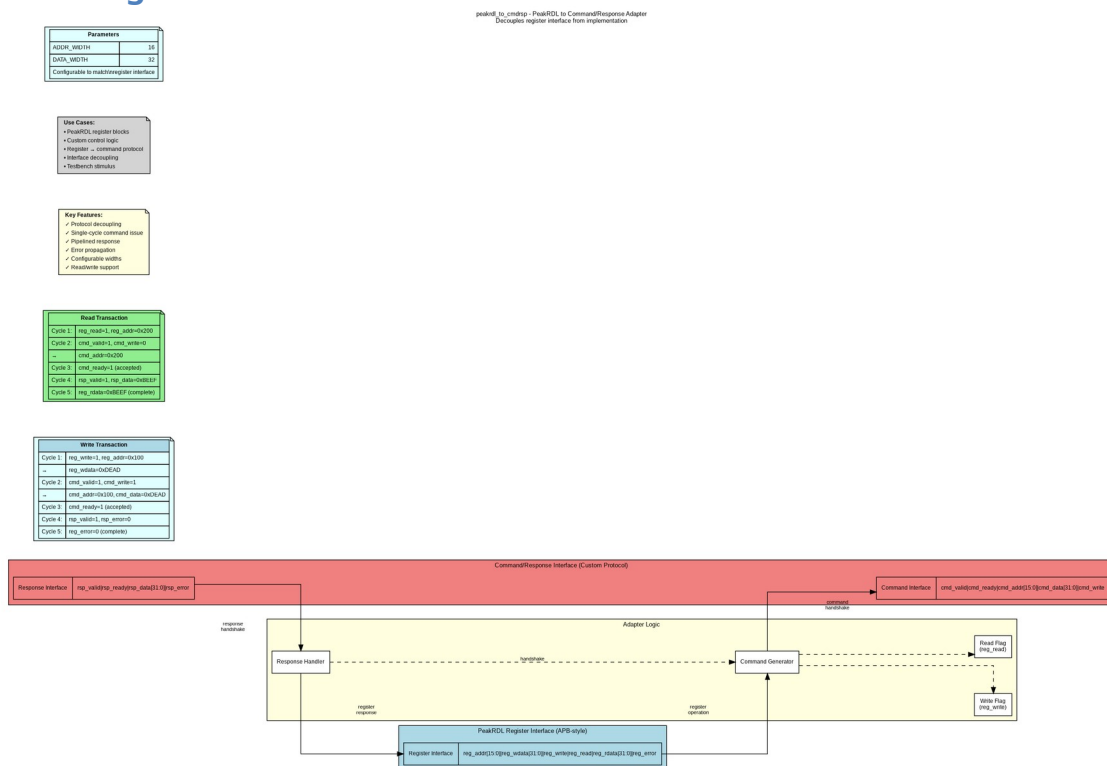 peakrdl_to_cmdrsp - PeakRDL to Command/Response Adapter
Decouples register interface from implementation
Parameters
ADDR_WIDTH 16
DATA_WIDTH 32
Configurable to match\nregister interface
Use Cases:
• PeakRDL register blocks
• Custom control logic
• Register → command protocol
• Interface decoupling
• Testbench stimulus
Key Features:
✓ Protocol decoupling
✓ Single-cycle command issue
✓ Pipelined response
✓ Error propagation
✓ Configurable widths
✓ Read/write support
Read Transaction
Cycle 1: reg_read=1, reg_addr=0x200
Cycle 2: cmd_valid=1, cmd_write=0
→ cmd_addr=0x200
Cycle 3: cmd_ready=1 (accepted)
Cycle 4: rsp_valid=1, rsp_data=0xBEEF
Cycle 5: reg_rdata=0xBEEF (complete)
Write Transaction
Cycle 1: reg_write=1, reg_addr=0x100
→ reg_wdata=0xDEAD
Cycle 2: cmd_valid=1, cmd_write=1
→ cmd_addr=0x100, cmd_data=0xDEAD
Cycle 3: cmd_ready=1 (accepted)
Cycle 4: rsp_valid=1, rsp_error=0
Cycle 5: reg_error=0 (complete)
Command/Response Interface (Custom Protocol)
Response Interface rsp_valid|rsp_ready|rsp_data[31:0]|rsp_error
Command Interface cmd_valid|cmd_ready|cmd_addr[15:0]|cmd_data[31:0]|cmd_write
response
handshake
command
handshake
Adapter Logic
Response Handler
handshake
Command Generator
Read Flag
(reg_read)
Write Flag
(reg_write)
register
response
register
operation
PeakRDL Register Interface (APB-style)
Register Interface reg_addr[15:0]|reg_wdata[31:0]|reg_write|reg_read|reg_rdata[31:0]|reg_error